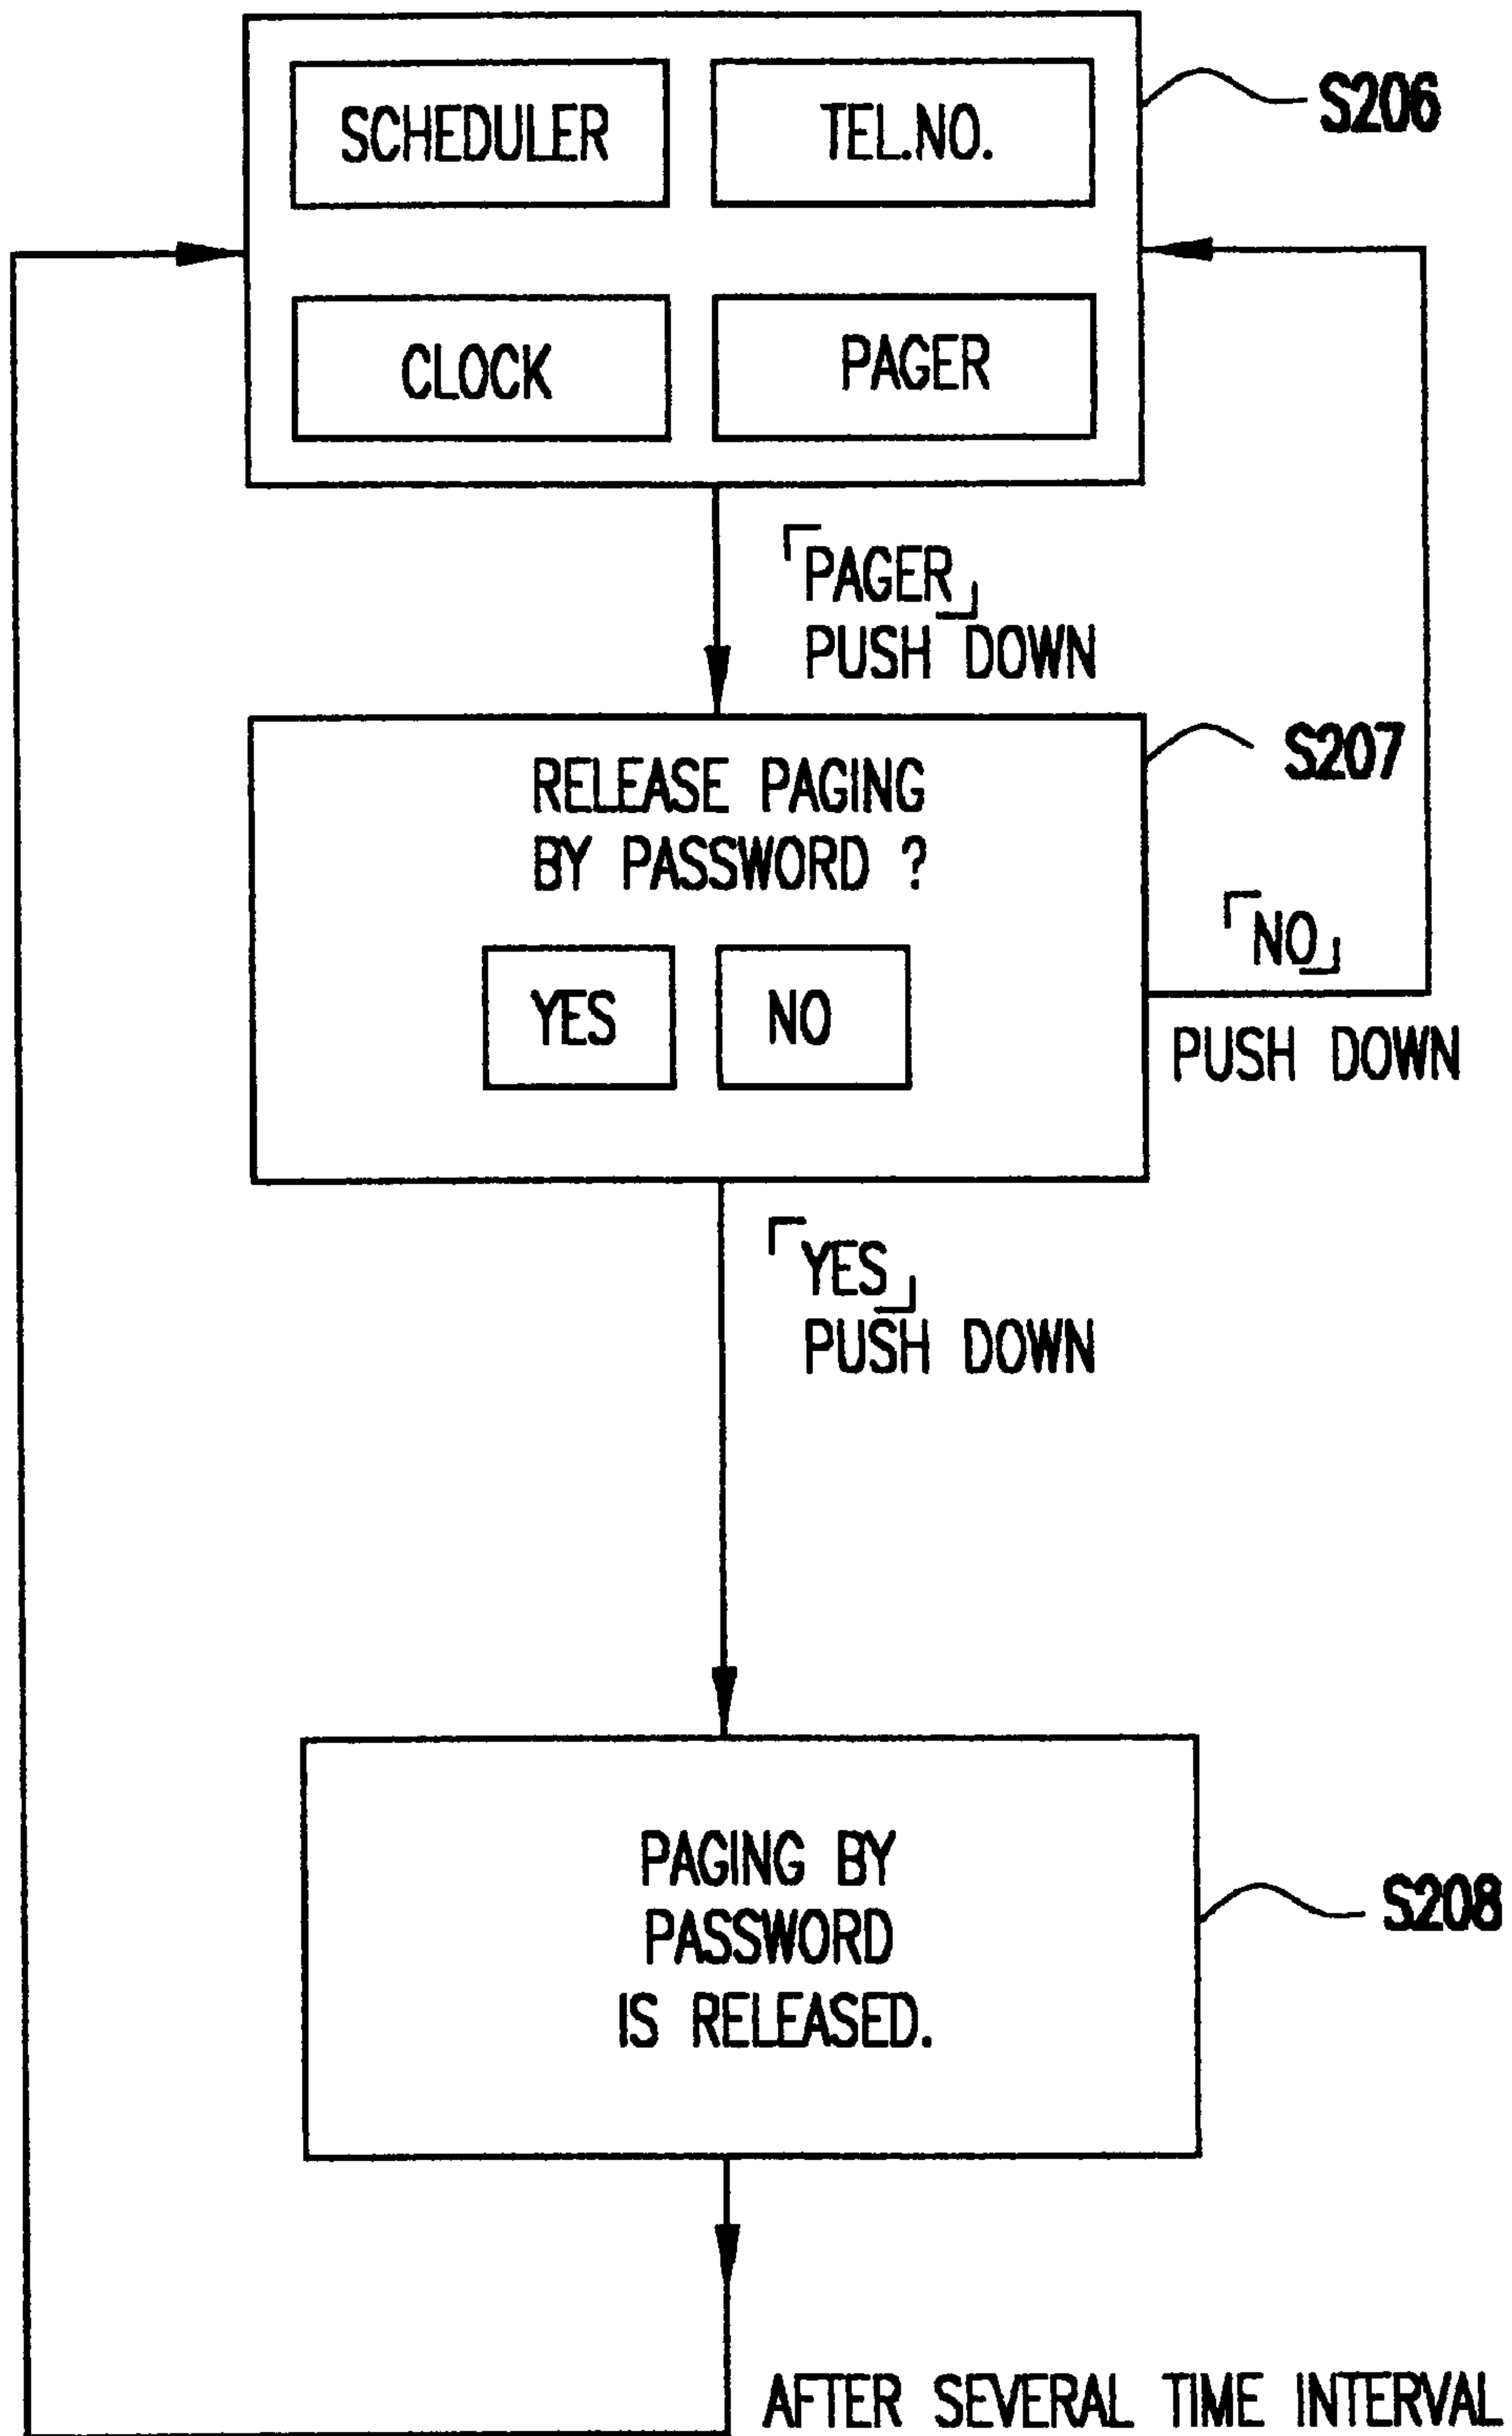 SCHEDULER
TEL.NO.
S206
CLOCK
PAGER
「PAGER」
PUSH DOWN
RELEASE PAGING
BY PASSWORD ?
S207
YES
NO
「NO」
PUSH DOWN
「YES」
PUSH DOWN
PAGING BY
PASSWORD
IS RELEASED.
S208
AFTER SEVERAL TIME INTERVAL